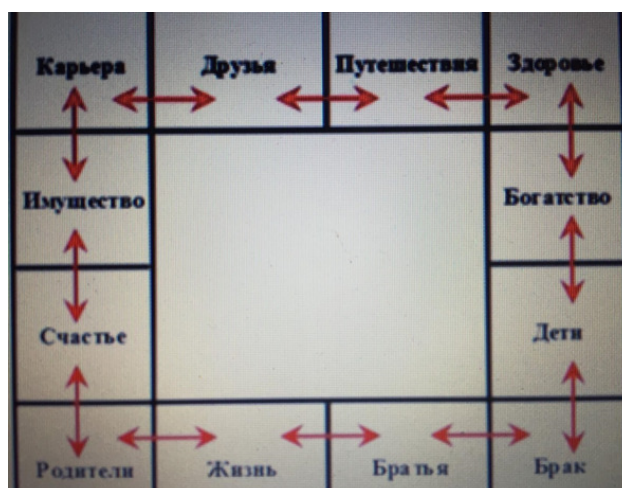 Карьера Друзья Путешествия Здоровье
Имущество Богатство
Счастье Дети
Родители Жизнь Братья Брак